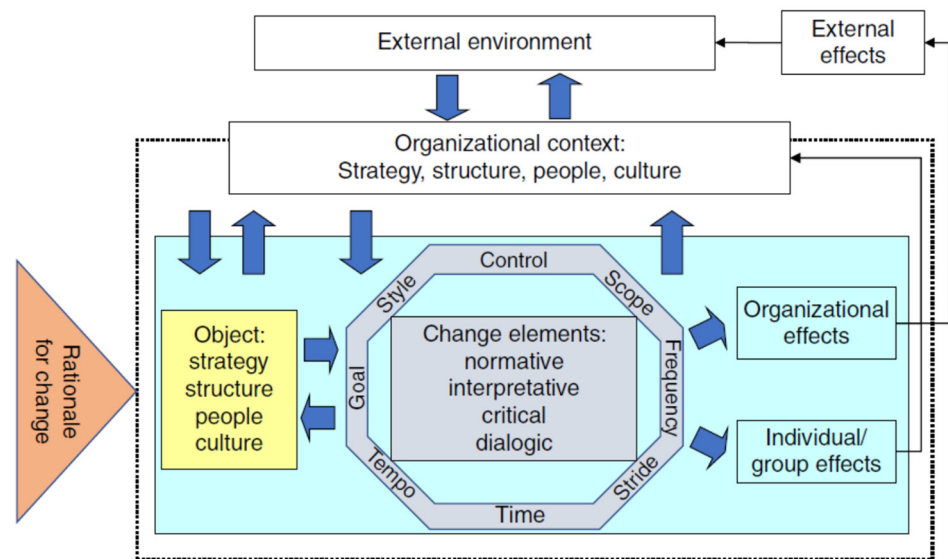 External environment
External
effects
Organizational context:
Strategy, structure, people, culture
Rationale
for change
Object:
strategy
structure
people
culture
Control
Style
Scope
Goal
Frequency
Tempo
Stride
Time
Change elements:
normative
interpretative
critical
dialogic
Organizational
effects
Individual/
group effects